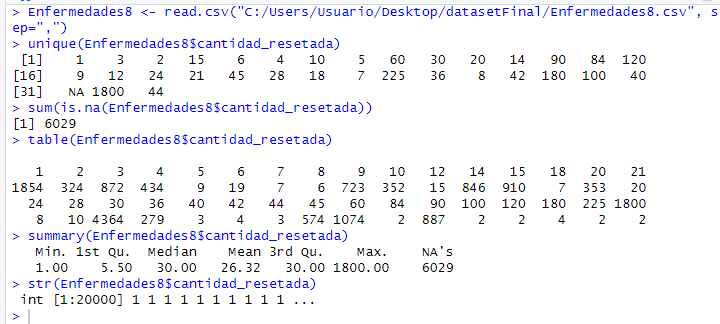 > Enfermedades8 <- read.csv("C:/Users/Usuario/Desktop/datasetFinal/Enfermedades8.csv", s
ep=",")
> unique(Enfermedades8$cantidad_resetada)
[1] 1 3 2 15 6 4 10 5 60 30 20 14 90 84 120
[16] 9 12 24 21 45 28 18 7 225 36 8 42 180 100 40
[31] NA 1800 44
> sum(is.na(Enfermedades8$cantidad_resetada))
[1] 6029
> table(Enfermedades8$cantidad_resetada)
1 2 3 4 5 6 7 8 9 10 12 14 15 18 20 21
1854 324 872 434 9 19 7 6 723 352 15 846 910 7 353 20
24 28 30 36 40 42 44 45 60 84 90 100 120 180 225 1800
8 10 4364 279 3 4 3 574 1074 2 887 2 2 4 2 2
> summary(Enfermedades8$cantidad_resetada)
Min. 1st Qu. Median Mean 3rd Qu. Max. NA's
1.00 5.50 30.00 26.32 30.00 1800.00 6029
> str(Enfermedades8$cantidad_resetada)
int [1:20000] 1 1 1 1 1 1 1 1 1 1 ...
>